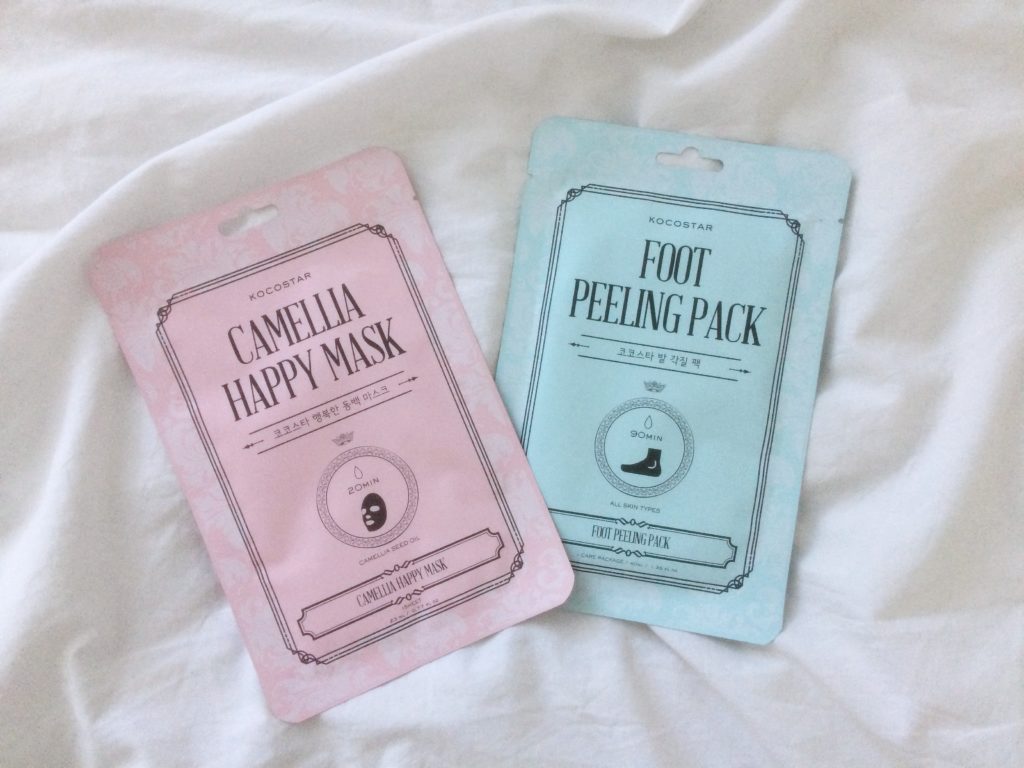 KOCOSTAR
CAMELLIA
HAPPY MASK
코코스타 행복한 동백 마스크
20MIN
CAMELLIA SEED OIL
CAMELLIA HAPPY MASK
1SHEET
KOCOSTAR
FOOT
PEELING PACK
코코스타 발 각질 팩
90MIN
ALL SKIN TYPES
FOOT PEELING PACK